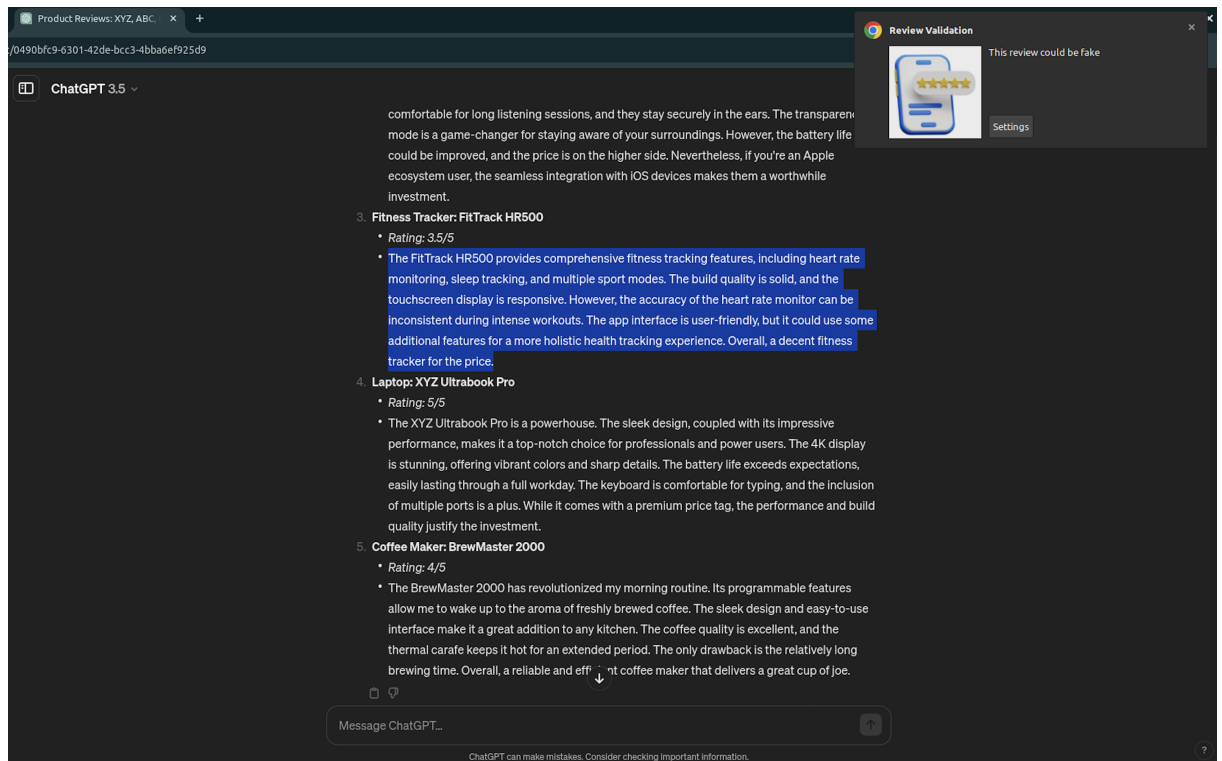 Product Reviews: XYZ, ABC,
/0490bfc9-6301-42de-bcc3-4bba6ef925d9
Review Validation
This review could be fake
Settings
ChatGPT 3.5
comfortable for long listening sessions, and they stay securely in the ears. The
mode is a game-changer for staying aware of your surroundings. However, the battery life
could be improved, and the price is on the higher side. Nevertheless, if you're an Apple
ecosystem user, the seamless integration with iOS devices makes them a worthwhile
investment.
3. Fitness Tracker: FitTrack HR500
• Rating: 3.5/5
• The FitTrack HR500 provides comprehensive fitness tracking features, including heart rate
monitoring, sleep tracking, and multiple sport modes. The build quality is solid, and the
touchscreen display is responsive. However, the accuracy of the heart rate monitor can be
inconsistent during intense workouts. The app interface is user-friendly, but it could use some
additional features for a more holistic health tracking experience. Overall, a decent fitness
tracker for the price.
4. Laptop: XYZ Ultrabook Pro
• Rating: 5/5
• The XYZ Ultrabook Pro is a powerhouse. The sleek design, coupled with its impressive
performance, makes it a top-notch choice for professionals and power users. The 4K display
is stunning, offering vibrant colors and sharp details. The battery life exceeds expectations,
easily lasting through a full workday. The keyboard is comfortable for typing, and the inclusion
of multiple ports is a plus. While it comes with a premium price tag, the performance and build
quality justify the investment.
5. Coffee Maker: BrewMaster 2000
• Rating: 4/5
• The BrewMaster 2000 has revolutionized my morning routine. Its programmable features
allow me to wake up to the aroma of freshly brewed coffee. The sleek design and easy-to-use
interface make it a great addition to any kitchen. The coffee quality is excellent, and the
thermal carafe keeps it hot for an extended period. The only drawback is the relatively long
brewing time. Overall, a reliable and coffee maker that delivers a great cup of joe.
Message ChatGPT...
ChatGPT can make mistakes. Consider checking important information.
?